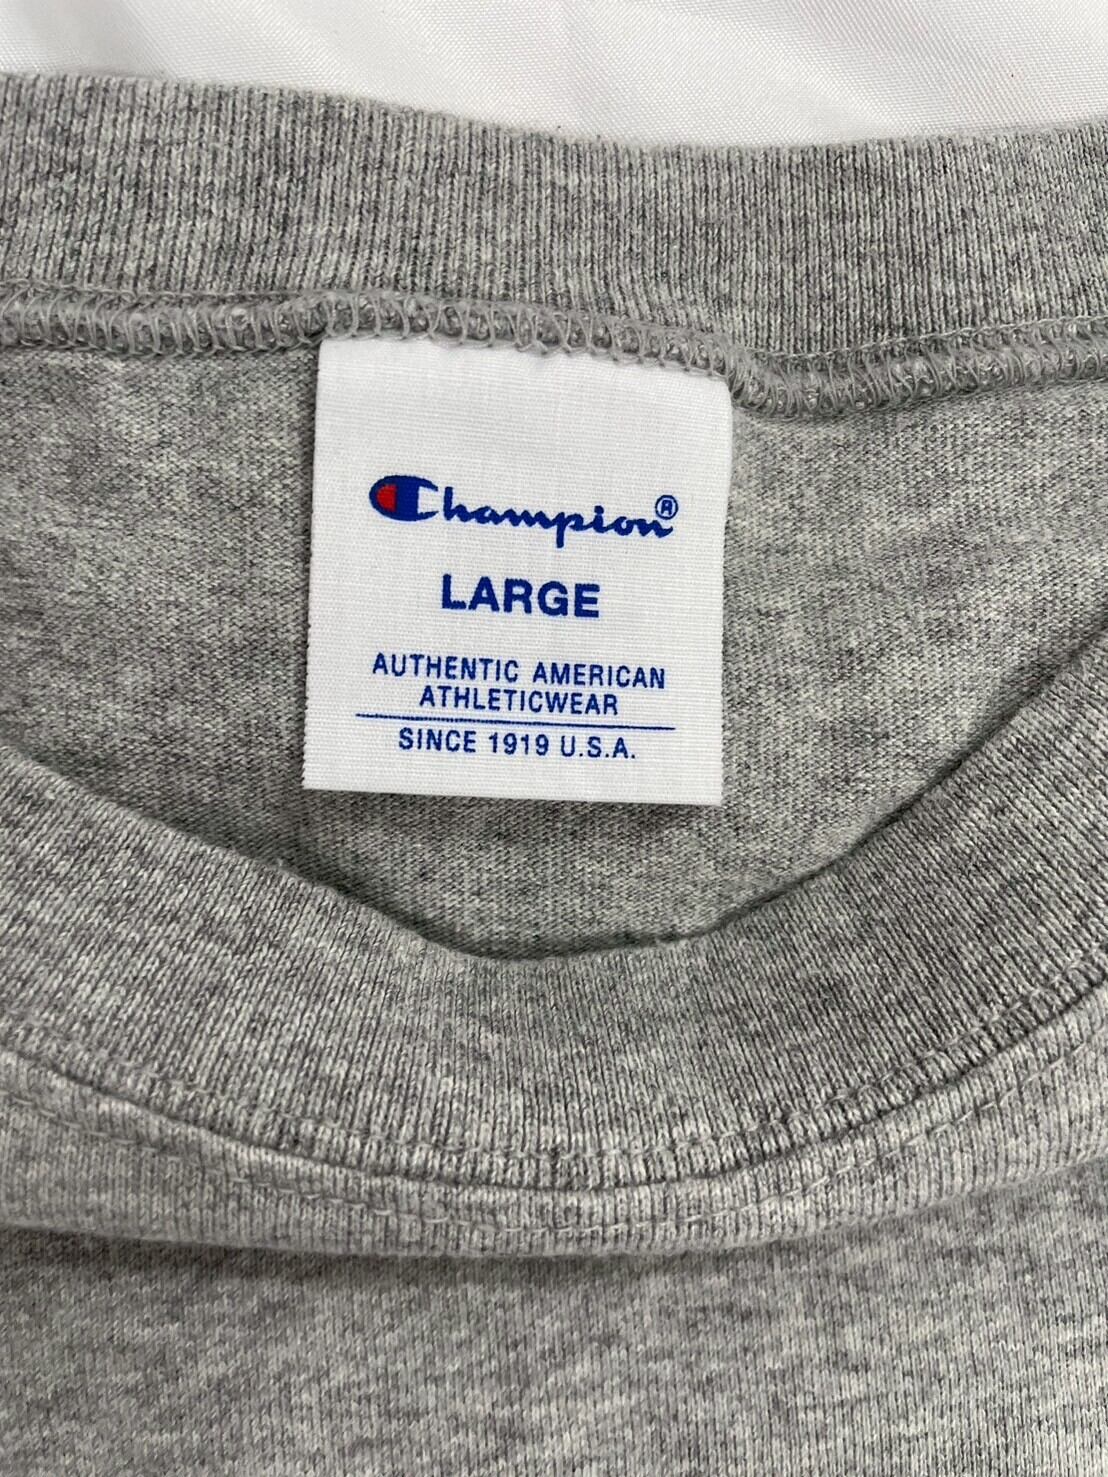 Champion®
LARGE
AUTHENTIC AMERICAN
ATHLETICWEAR
SINCE 1919 U.S.A.